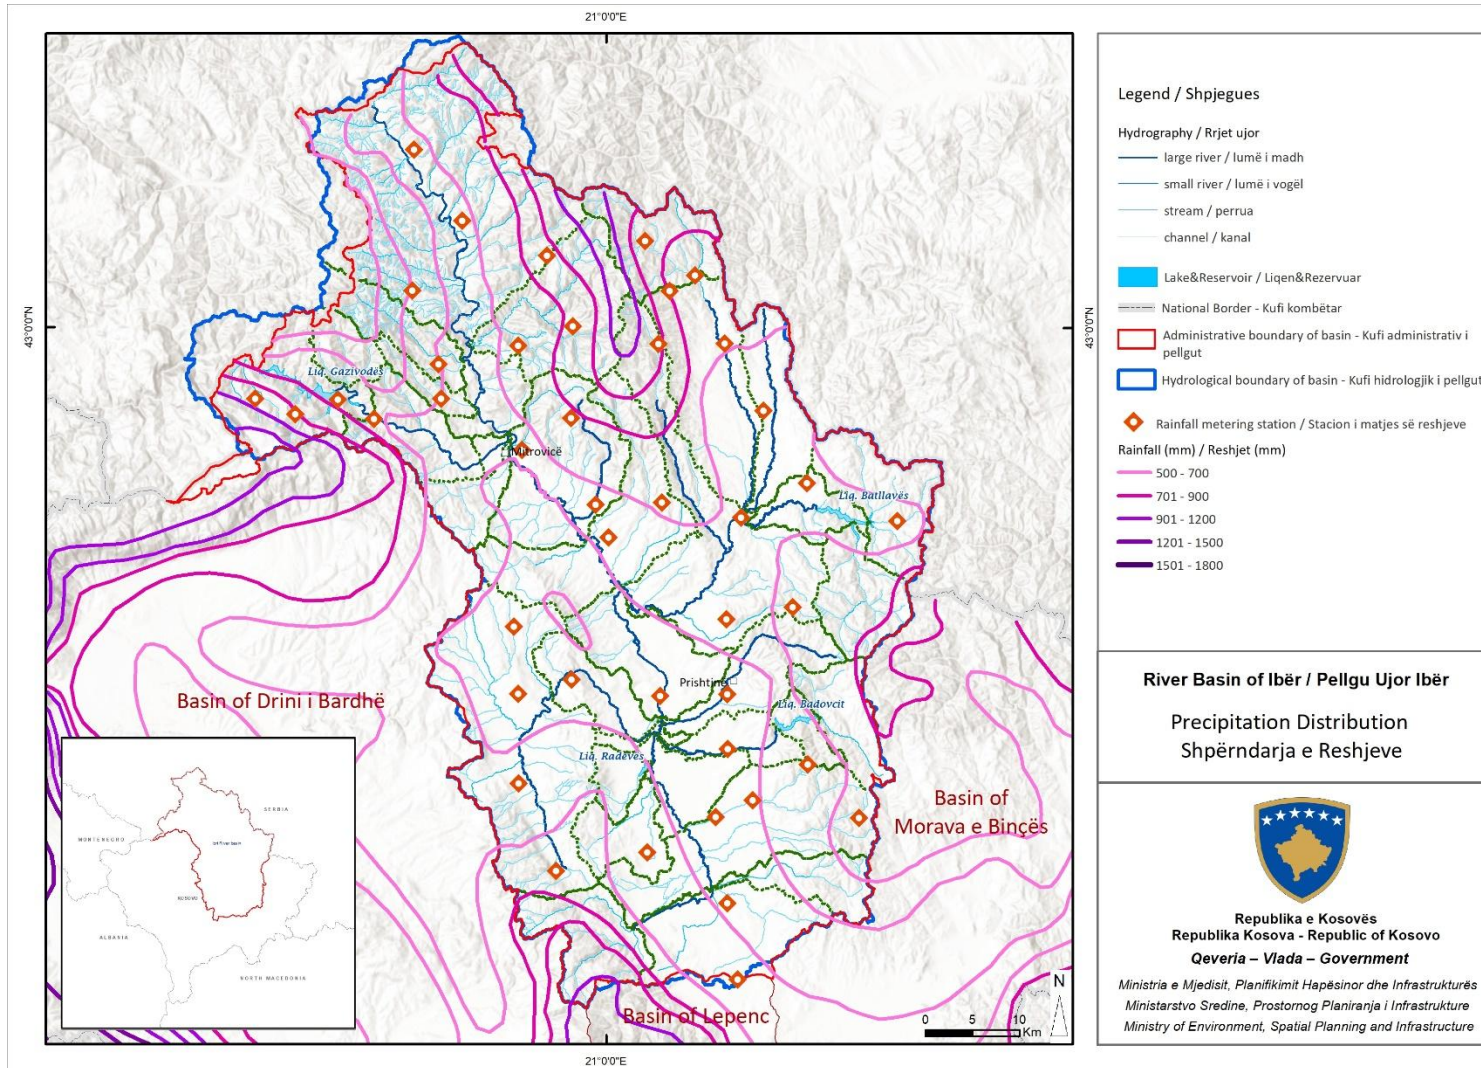 21°0'0"E
43°0'0"N
43°0'0"N
Liq. Gazivodës
Mitrovicë
Liq. Batllavës
Prishtinë
Liq. Badovcit
Liq. Radevës
Basin of Drini i Bardhë
Basin of
Morava e Binçës
Basin of Lepenc
MONTENEGRO
SERBIA
KOSOVO
ALBANIA
NORTH MACEDONIA
0 5 10
Km
N
21°0'0"E
Legend / Shpjegues
Hydrography / Rrjet ujor
large river / lumë i madh
small river / lumë i vogël
stream / perrua
channel / kanal
Lake&Reservoir / Liqen&Rezervuar
National Border - Kufi kombëtar
Administrative boundary of basin - Kufi administrativ i
pellgut
Hydrological boundary of basin - Kufi hidrologjik i pellgut
Rainfall metering station / Stacion i matjes së reshjeve
Rainfall (mm) / Reshjet (mm)
500 - 700
701 - 900
901 - 1200
1201 - 1500
1501 - 1800
River Basin of Ibër / Pellgu Ujor Ibër
Precipitation Distribution
Shpërndarja e Reshjeve
Republika e Kosovës
Republika Kosova - Republic of Kosovo
Qeveria – Vlada – Government
Ministria e Mjedisit, Planifikimit Hapësinor dhe Infrastrukturës
Ministarstvo Sredine, Prostornog Planiranja i Infrastrukture
Ministry of Environment, Spatial Planning and Infrastructure